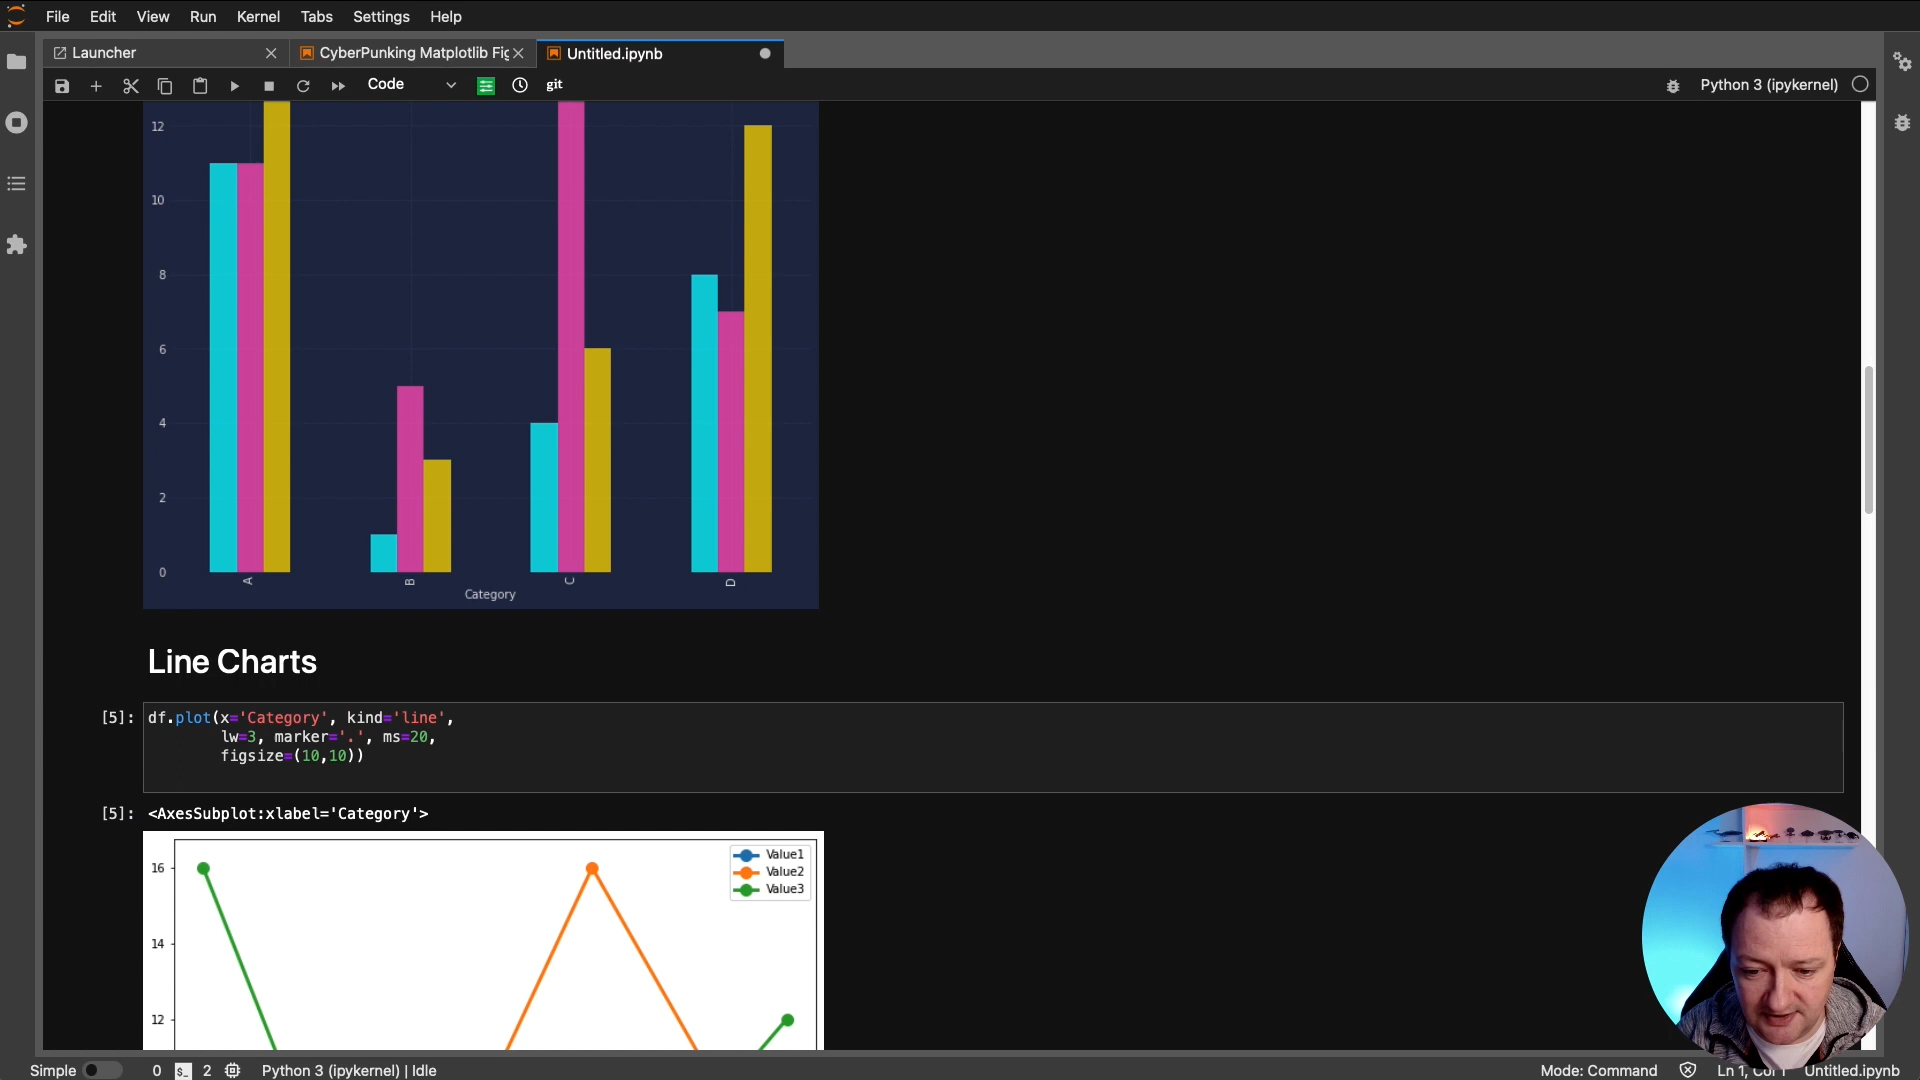 File Edit View Run Kernel Tabs Settings Help
Launcher
CyberPunking Matplotlib Fig
Untitled.ipynb
Code
git
Python 3 (ipykernel)
12
10
8
6
4
2
0
A B C D
Category
Line Charts
[5]: df.plot(x='Category', kind='line',
lw=3, marker='.', ms=20,
figsize=(10,10))
[5]: <AxesSubplot:xlabel='Category'>
Value1
Value2
Value3
16
14
12
Simple 0 2 Python 3 (ipykernel) | Idle
Mode: Command Ln 1, Untitled.ipynb